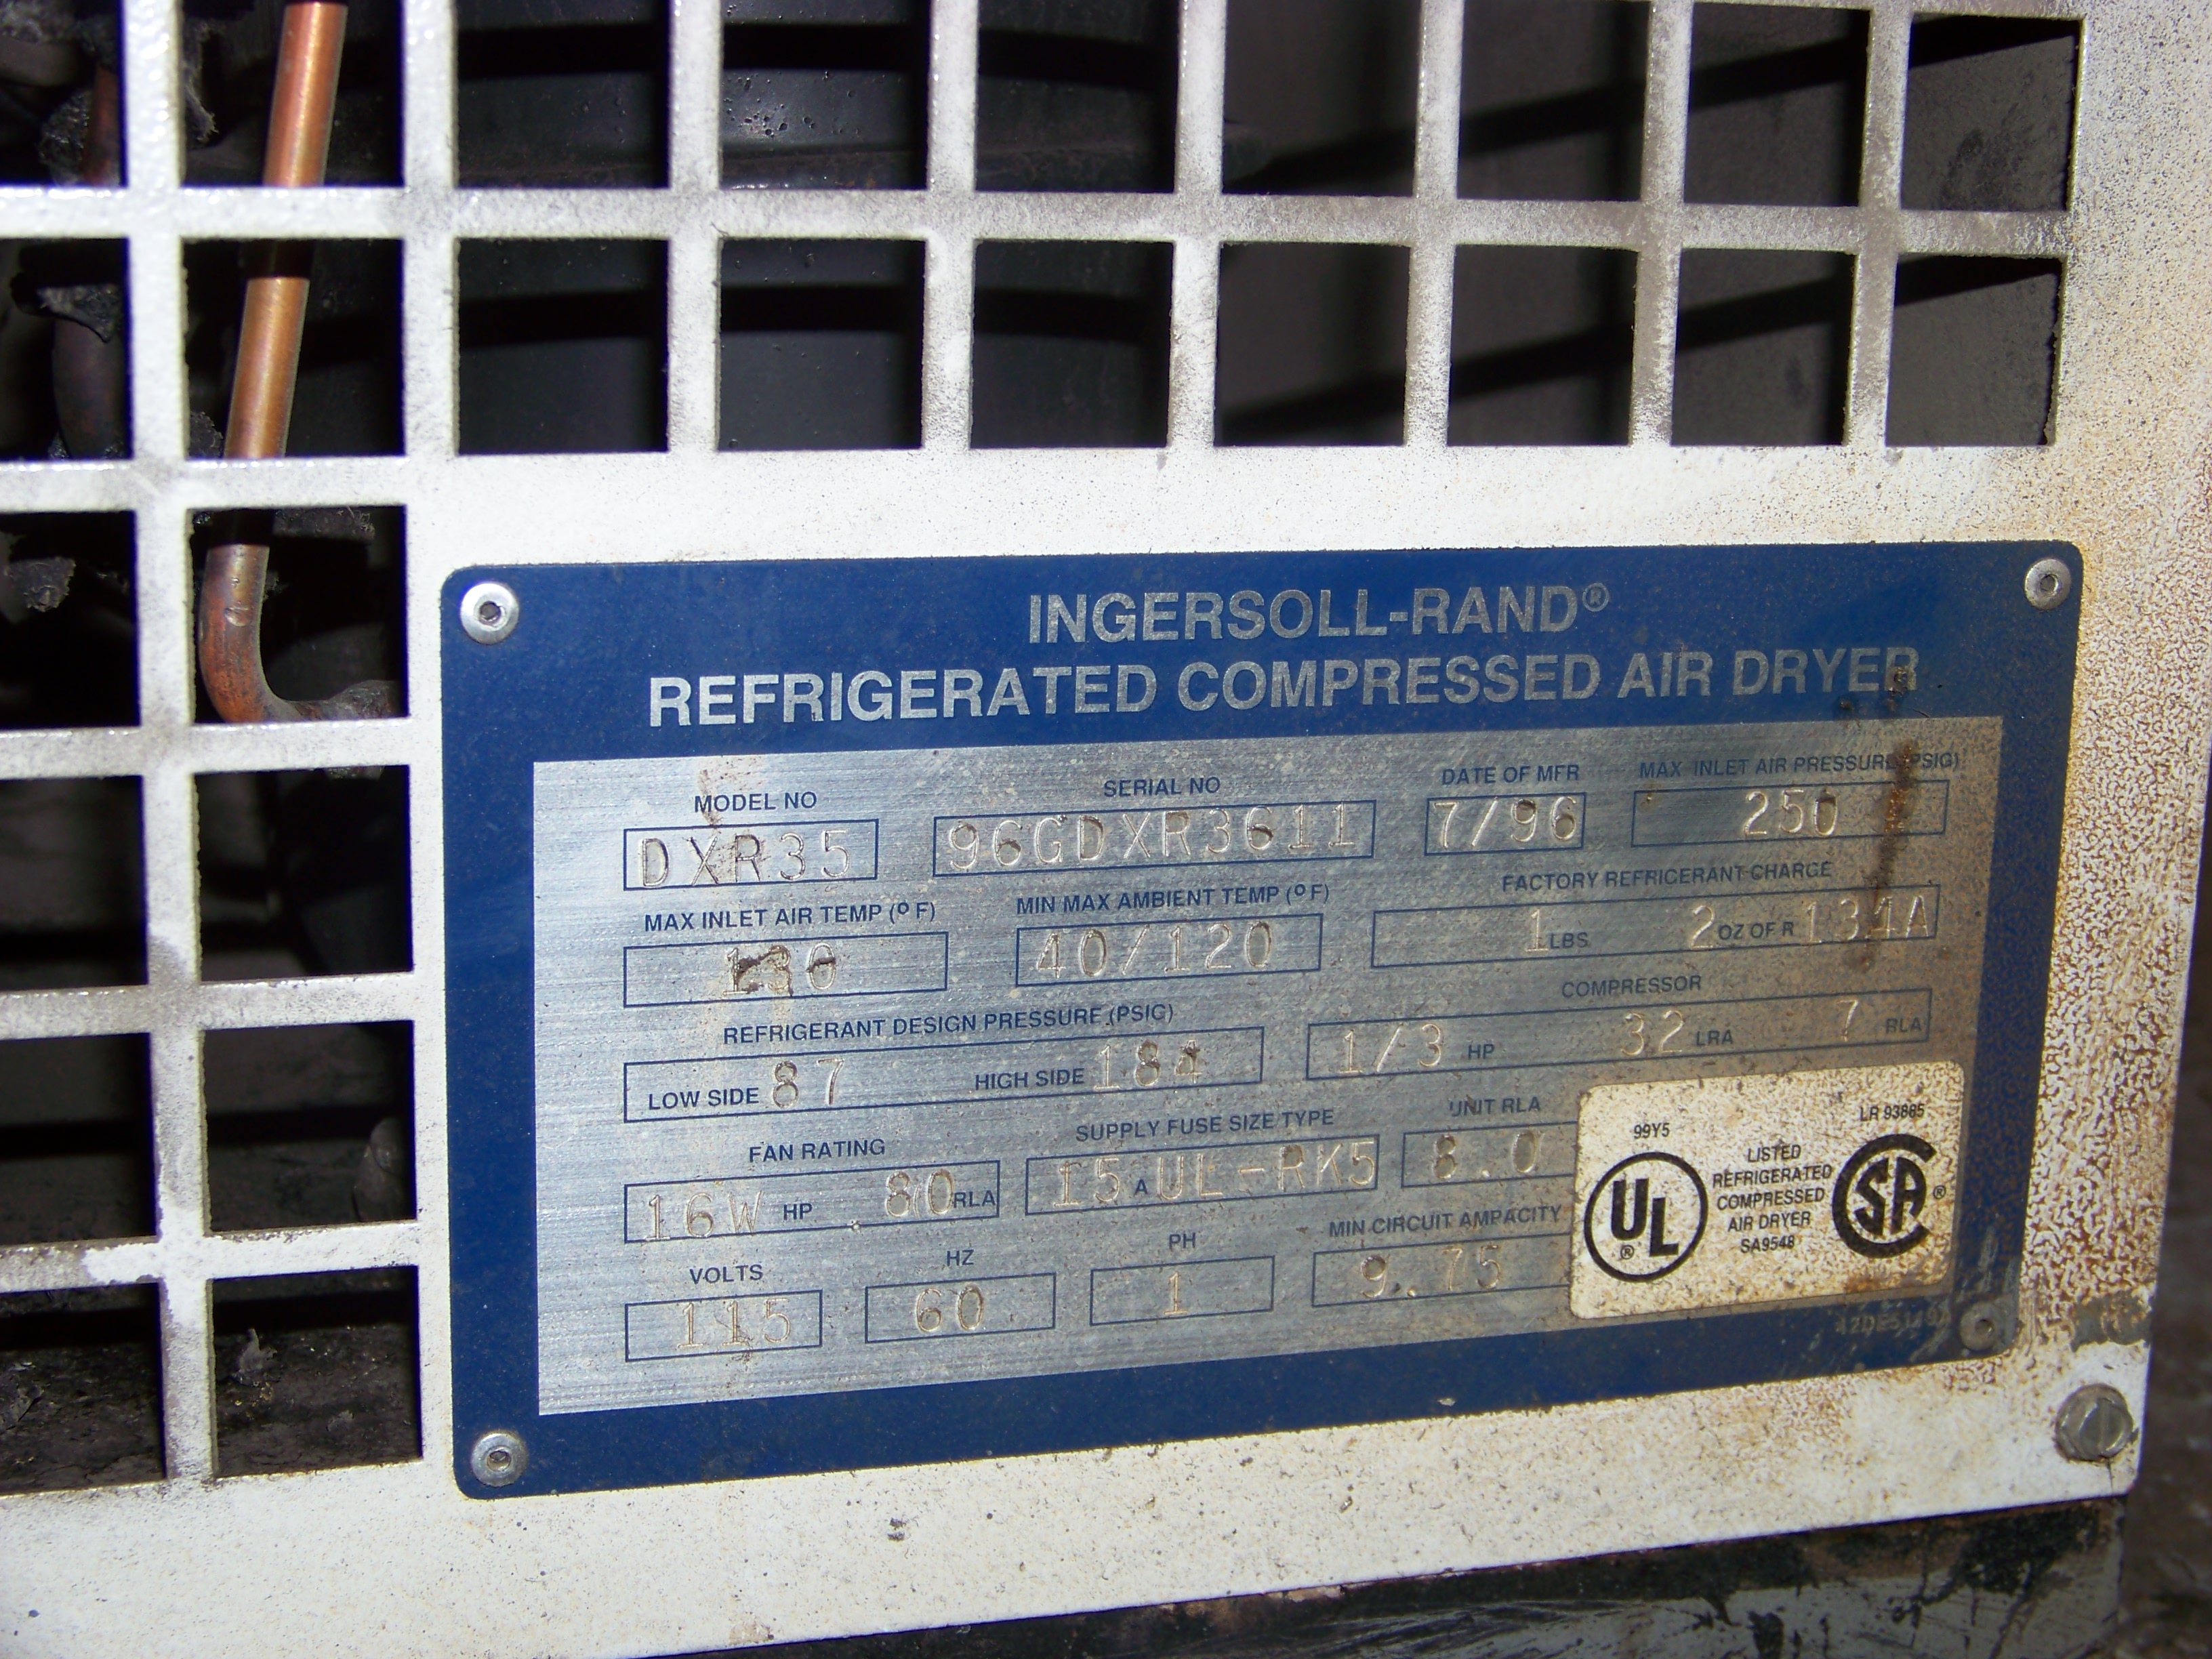 INGERSOLL-RAND®
REFRIGERATED COMPRESSED AIR DRYER
MODEL NO SERIAL NO DATE OF MFR MAX INLET AIR PRESSURE (PSIG)
DXR35 96GDXR3611 7/96 250
MAX INLET AIR TEMP (° F) MIN MAX AMBIENT TEMP (° F) FACTORY REFRIGERANT CHARGE
130 40/120 1 LBS 2 OZ OF R 134A
REFRIGERANT DESIGN PRESSURE (PSIG) COMPRESSOR
LOW SIDE 87 HIGH SIDE 184 1/3 HP 32 LRA 7 RLA
FAN RATING SUPPLY FUSE SIZE TYPE UNIT RLA
16W HP .80 RLA 15 A UL-RK5 8.0
VOLTS HZ PH MIN CIRCUIT AMPACITY
115 60 1 9.75
99Y5 LR 93865
UL® LISTED
REFRIGERATED
COMPRESSED
AIR DRYER
SA9548
SA®